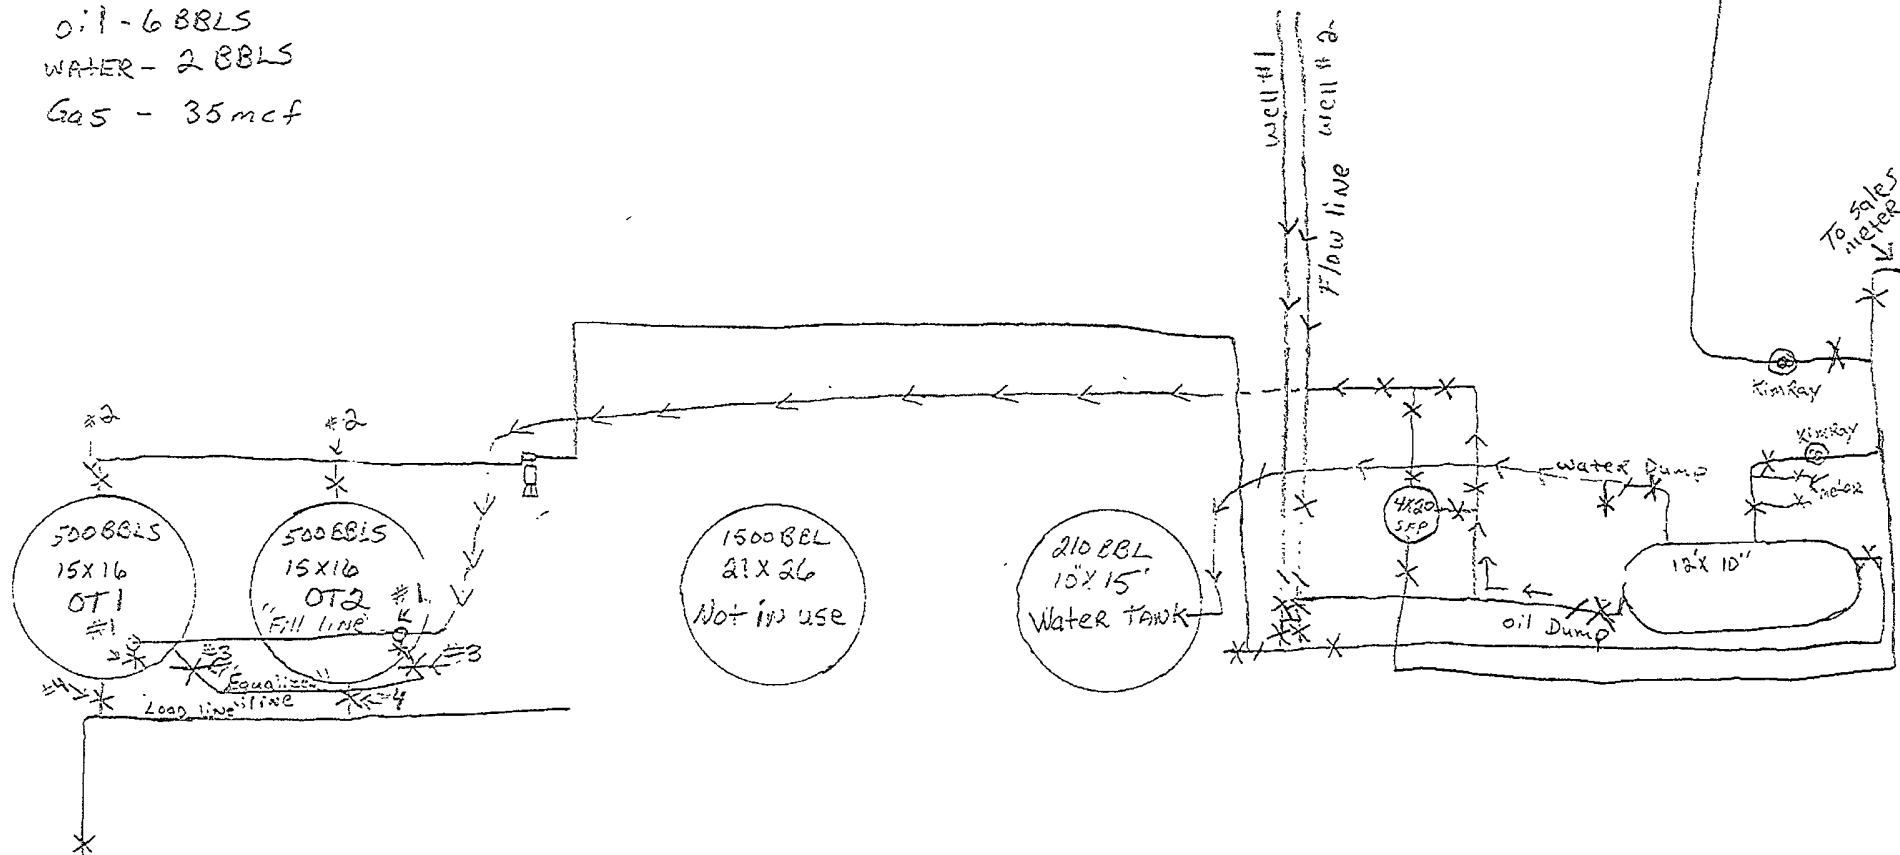 oil - 6 BBLS
WATER - 2 BBLS
Gas - 35 mcf
well #1
Flow line well #2
To Sales
meter
KimRay
KimRay
meter
Water Dump
#2
#2
500 BBLS
15X16
OT1
#1
500 BBLS
15X16
OT2
#1
"Fill line"
1500 BBL
21 X 26
Not in use
210 BBL
10" X 15'
Water TANK
4X20
12' X 10"
oil Dump
#3
#3
#4
#4
"Equalizer"
line
Load line